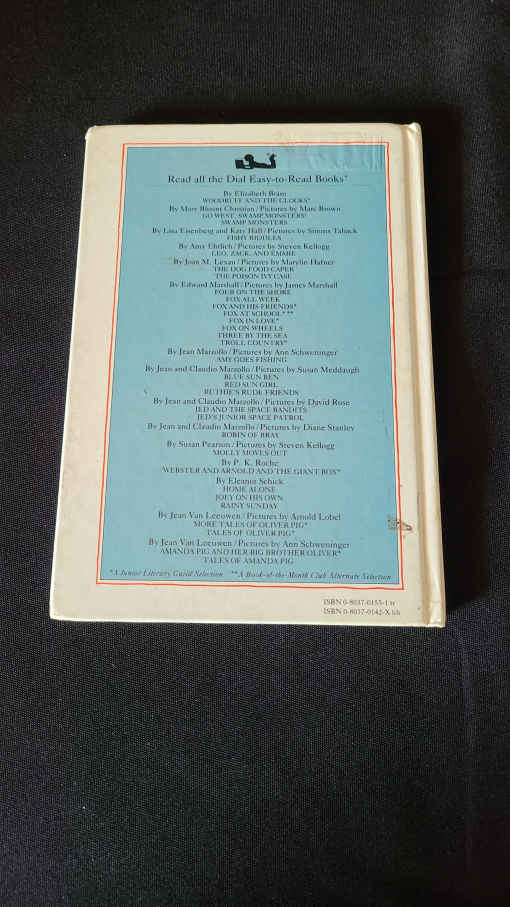 Read all the Dial Easy-to-Read Books*
By Elizabeth Bram
WOODRUFF AND THE CLOCKS*
By Mary Blount Christian/Pictures by Marc Brown
GO WEST, SWAMP MONSTERS!
SWAMP MONSTERS
By Lisa Eisenberg and Katy Hall/Pictures by Simms Taback
FISHY RIDDLES
By Amy Ehrlich/Pictures by Steven Kellogg
LEO, ZACK, AND EMMIE
By Joan M. Lexau/Pictures by Marylin Hafner
THE DOG FOOD CAPER
THE POISON IVY CASE
By Edward Marshall/Pictures by James Marshall
FOUR ON THE SHORE
FOX ALL WEEK
FOX AND HIS FRIENDS*
FOX AT SCHOOL* **
FOX IN LOVE*
FOX ON WHEELS
THREE BY THE SEA
TROLL COUNTRY*
By Jean Marzollo/Pictures by Ann Schweninger
AMY GOES FISHING
By Jean and Claudio Marzollo/Pictures by Susan Meddaugh
BLUE SUN BEN
RED SUN GIRL
RUTHIE'S RUDE FRIENDS
By Jean and Claudio Marzollo/Pictures by David Rose
JED AND THE SPACE BANDITS
JED'S JUNIOR SPACE PATROL
By Jean and Claudio Marzollo/Pictures by Diane Stanley
ROBIN OF BRAY
By Susan Pearson/Pictures by Steven Kellogg
MOLLY MOVES OUT
By P. K. Roche
WEBSTER AND ARNOLD AND THE GIANT BOX*
By Eleanor Schick
HOME ALONE
JOEY ON HIS OWN
RAINY SUNDAY
By Jean Van Leeuwen/Pictures by Arnold Lobel
MORE TALES OF OLIVER PIG*
TALES OF OLIVER PIG*
By Jean Van Leeuwen/Pictures by Ann Schweninger
AMANDA PIG AND HER BIG BROTHER OLIVER*
TALES OF AMANDA PIG
*A Junior Literary Guild Selection **A Book-of-the-Month Club Alternate Selection
ISBN 0-8037-0155-1 tr
ISBN 0-8037-0142-X lib